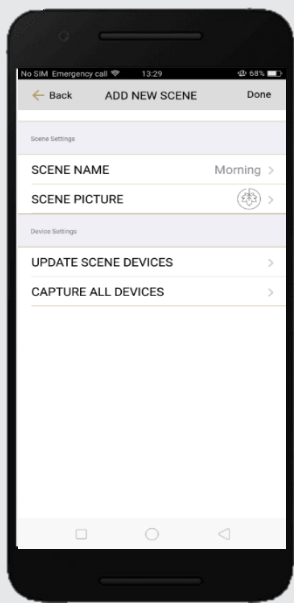 No SIM Emergency call 13:29 68%
Back ADD NEW SCENE Done
Scene Settings
SCENE NAME Morning >
SCENE PICTURE >
Device Settings
UPDATE SCENE DEVICES >
CAPTURE ALL DEVICES >